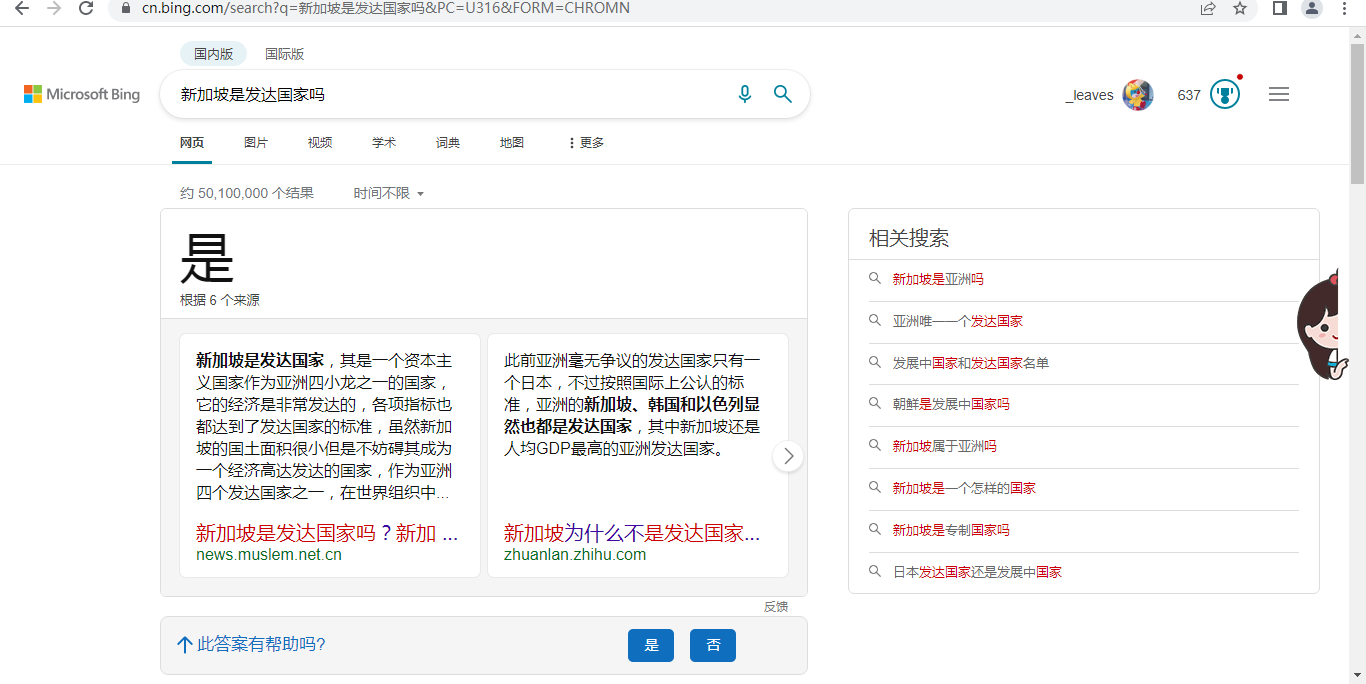 cn.bing.com/search?q=新加坡是发达国家吗&PC=U316&FORM=CHROMN
国内版 国际版
Microsoft Bing
新加坡是发达国家吗
_leaves
637
网页 图片 视频 学术 词典 地图 更多
约 50,100,000 个结果 时间不限
是
根据 6 个来源
新加坡是发达国家，其是一个资本主
义国家作为亚洲四小龙之一的国家，
它的经济是非常发达的，各项指标也
都达到了发达国家的标准，虽然新加
坡的国土面积很小但是不妨碍其成为
一个经济高达发达的国家，作为亚洲
四个发达国家之一，在世界组织中...
新加坡是发达国家吗？新加 ...
news.muslem.net.cn
此前亚洲毫无争议的发达国家只有一
个日本，不过按照国际上公认的标
准，亚洲的新加坡、韩国和以色列显
然也都是发达国家，其中新加坡还是
人均GDP最高的亚洲发达国家。
新加坡为什么不是发达国家...
zhuanlan.zhihu.com
反馈
此答案有帮助吗?
是 否
相关搜索
新加坡是亚洲吗
亚洲唯一一个发达国家
发展中国家和发达国家名单
朝鲜是发展中国家吗
新加坡属于亚洲吗
新加坡是一个怎样的国家
新加坡是专制国家吗
日本发达国家还是发展中国家